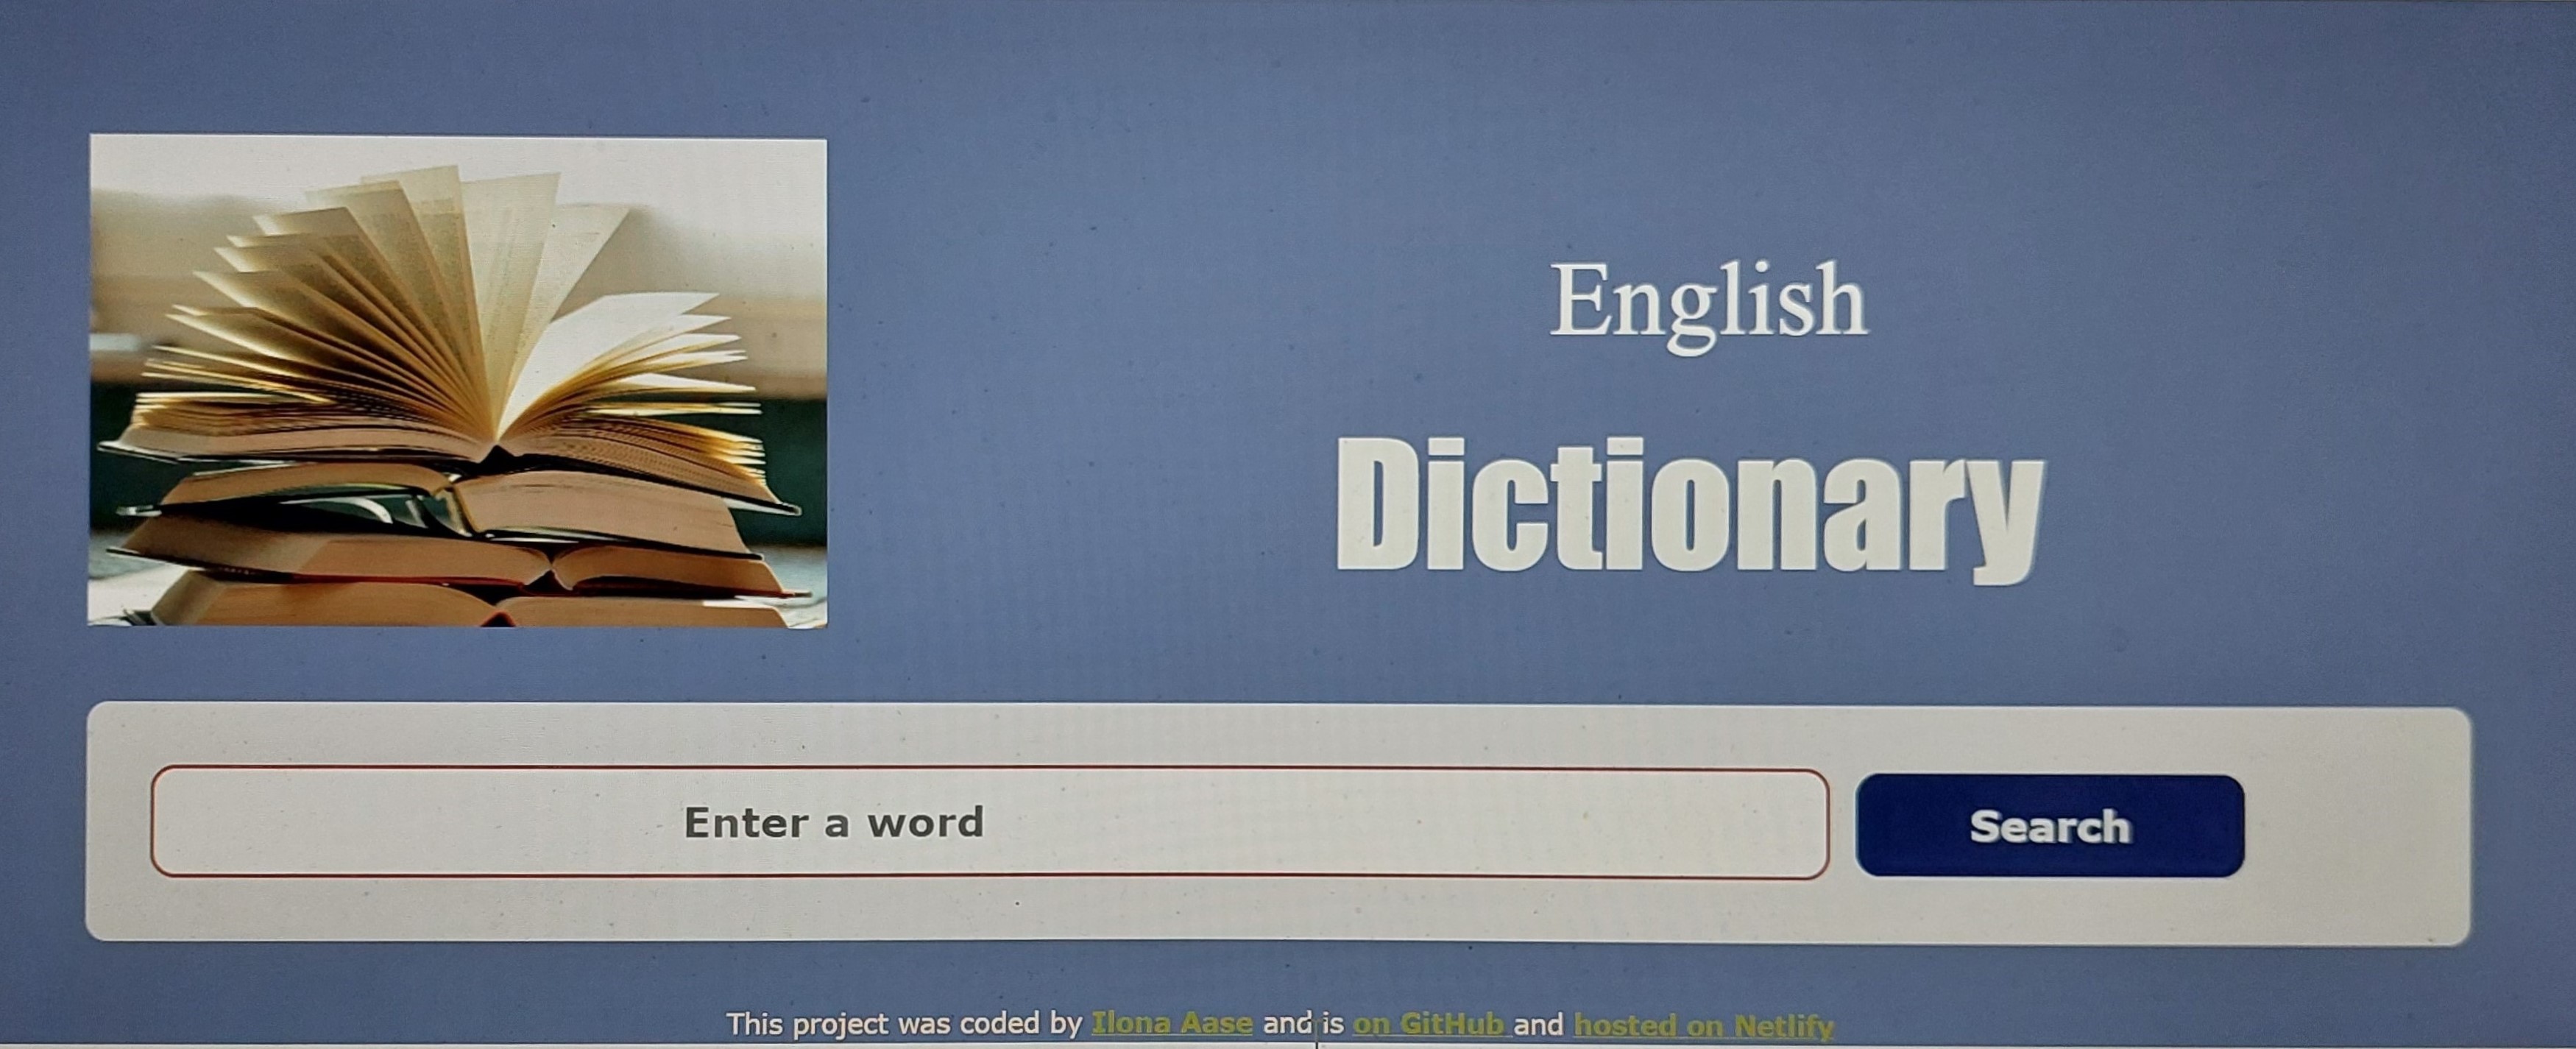 English
Dictionary
Enter a word
Search
This project was coded by Ilona Aase and is on GitHub and hosted on Netlify